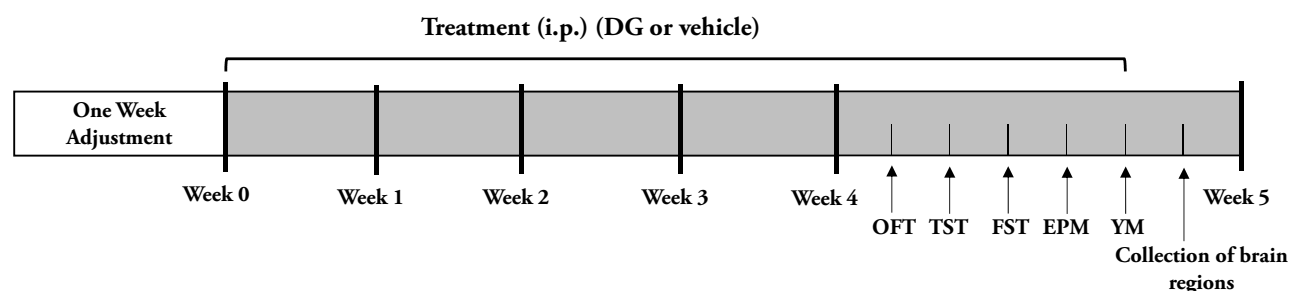 Treatment (i.p.) (DG or vehicle)
One Week
Adjustment
Week 0
Week 1
Week 2
Week 3
Week 4
Week 5
OFT
TST
FST
EPM
YM
Collection of brain
regions